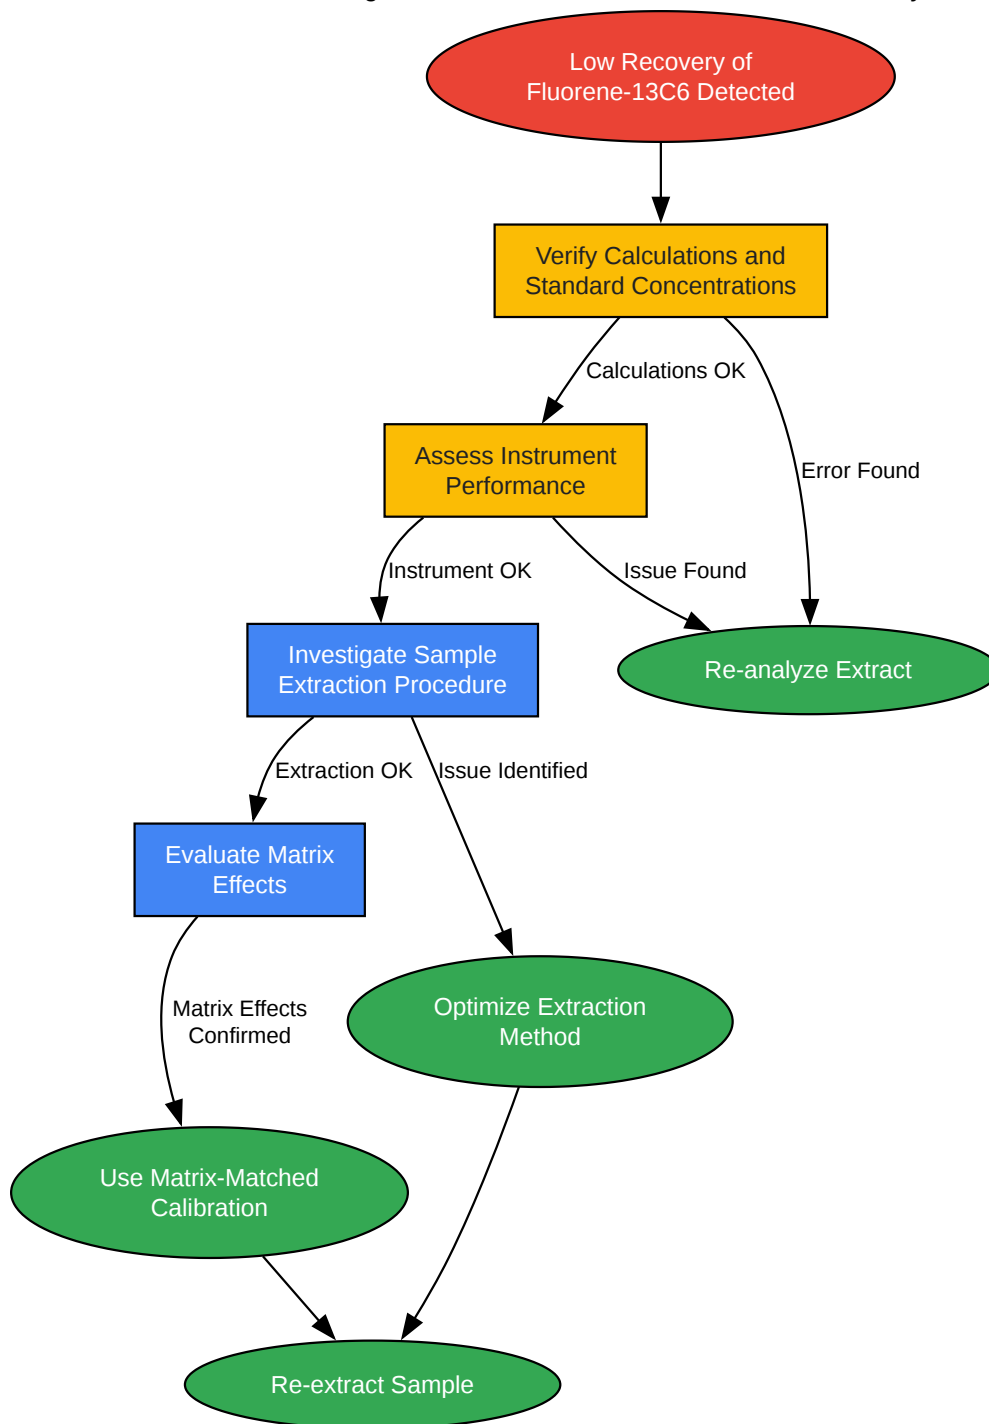 Low Recovery of
Fluorene-13C6 Detected
Verify Calculations and
Standard Concentrations
Calculations OK
Assess Instrument
Performance
Error Found
Instrument OK
Issue Found
Investigate Sample
Extraction Procedure
Re-analyze Extract
Extraction OK
Issue Identified
Evaluate Matrix
Effects
Matrix Effects
Confirmed
Optimize Extraction
Method
Use Matrix-Matched
Calibration
Re-extract Sample